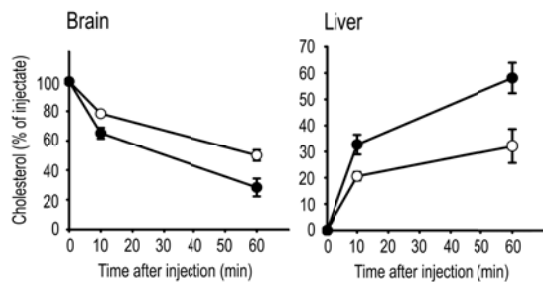 Brain
Cholesterol (% of injectate)
100
80
60
40
20
0
0 10 20 30 40 50 60
Time after injection (min)
Liver
70
60
50
40
30
20
10
0
0 10 20 30 40 50 60
Time after injection (min)